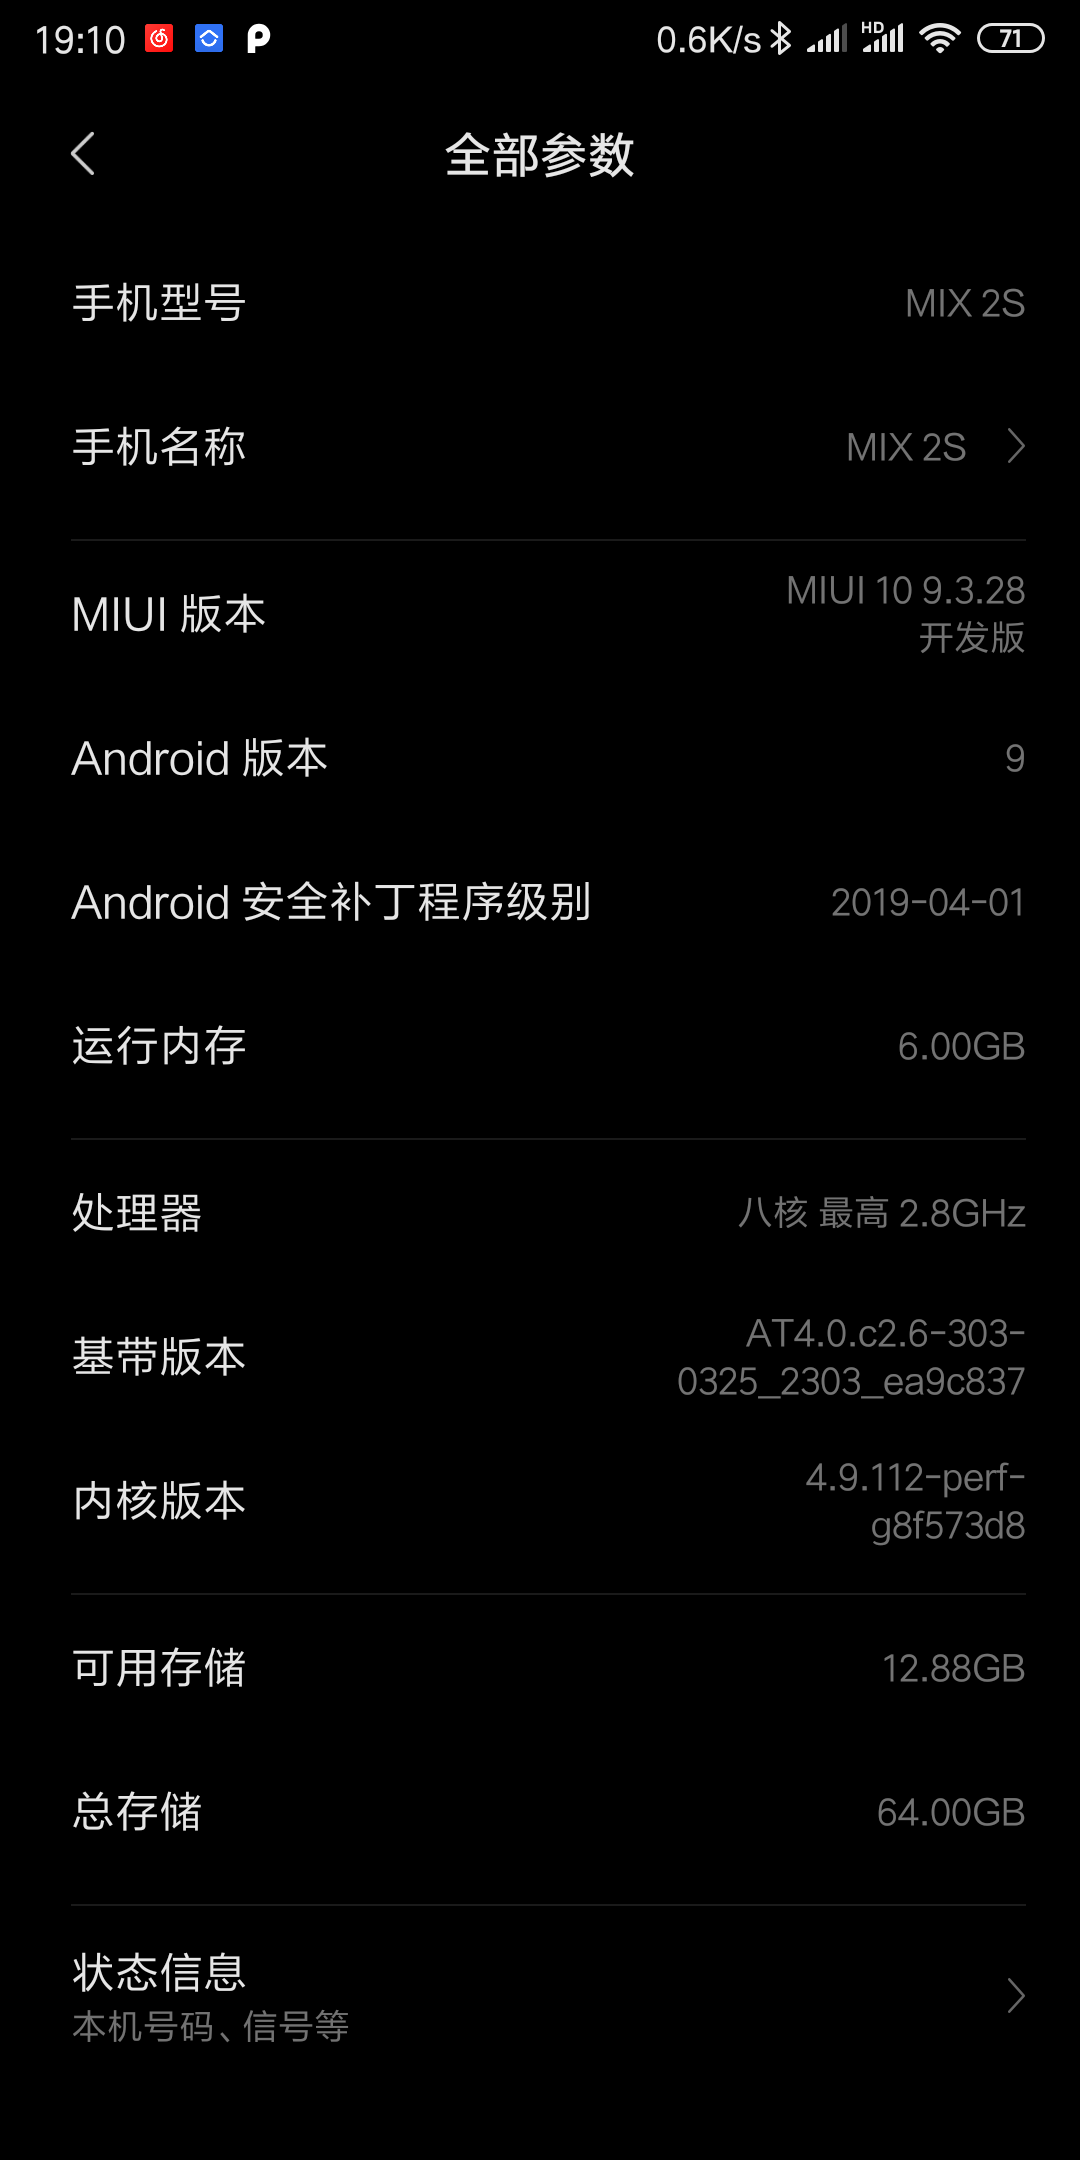 19:10 0.6K/s HD 71
全部参数
手机型号 MIX 2S
手机名称 MIX 2S
MIUI 版本 MIUI 10 9.3.28
开发版
Android 版本 9
Android 安全补丁程序级别 2019-04-01
运行内存 6.00GB
处理器 八核 最高 2.8GHz
基带版本 AT4.0.c2.6-303-
0325_2303_ea9c837
内核版本 4.9.112-perf-
g8f573d8
可用存储 12.88GB
总存储 64.00GB
状态信息
本机号码、信号等